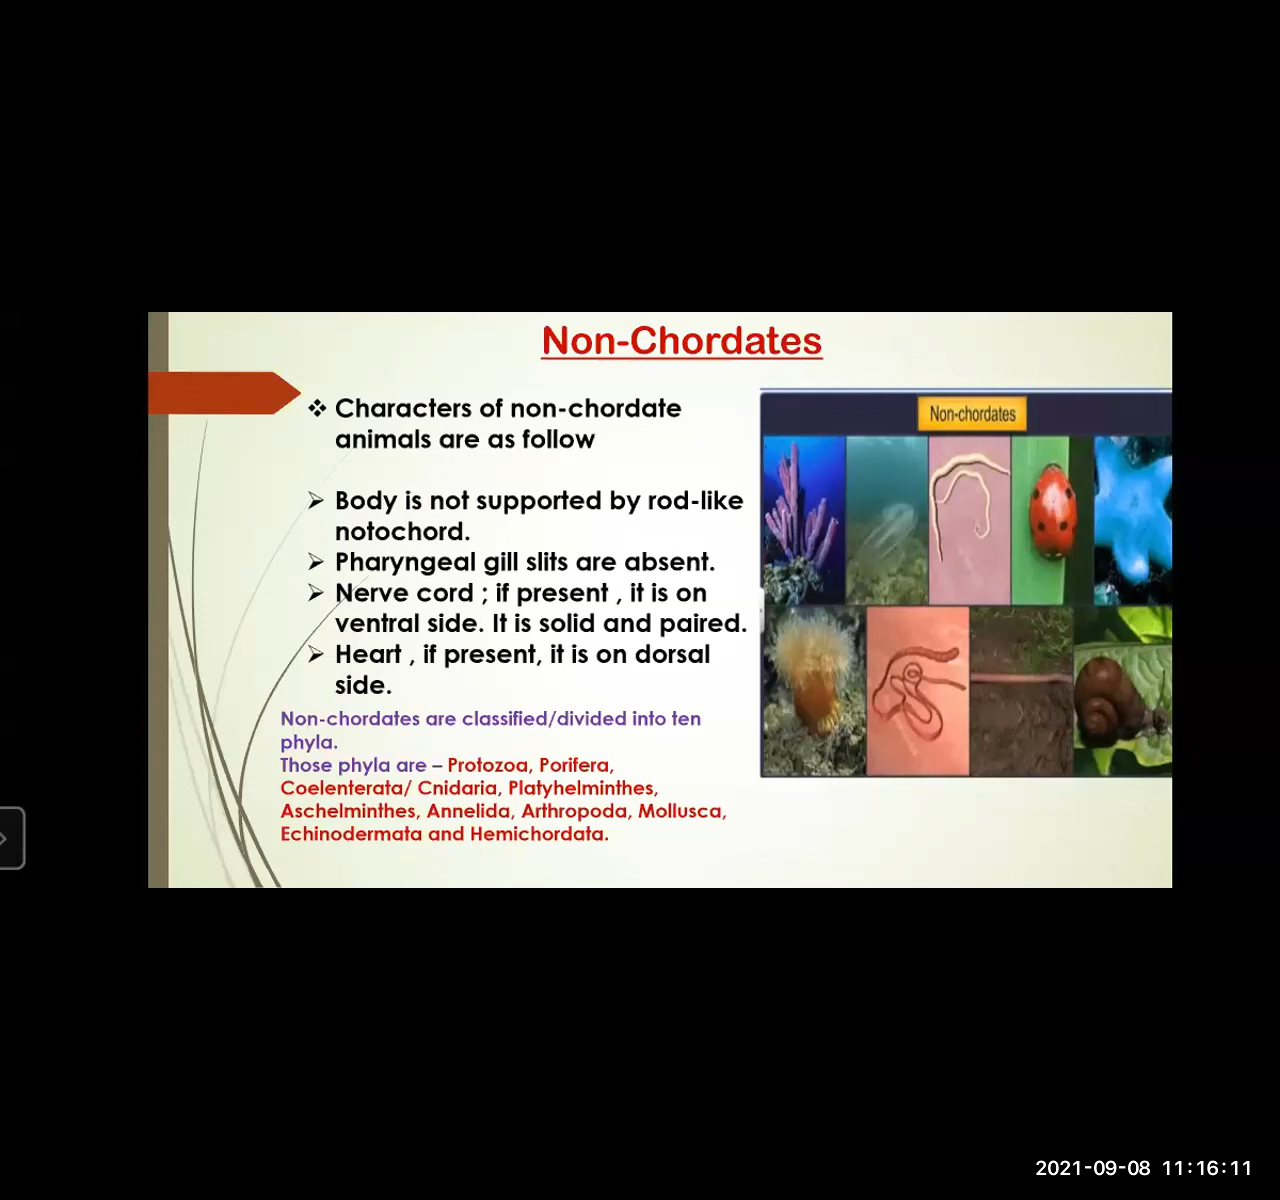 Non-Chordates
Characters of non-chordate
animals are as follow
Body is not supported by rod-like
notochord.
Pharyngeal gill slits are absent.
Nerve cord ; if present , it is on
ventral side. It is solid and paired.
Heart , if present, it is on dorsal
side.
Non-chordates are classified/divided into ten
phyla.
Those phyla are – Protozoa, Porifera,
Coelenterata/ Cnidaria, Platyhelminthes,
Aschelminthes, Annelida, Arthropoda, Mollusca,
Echinodermata and Hemichordata.
Non-chordates
2021-09-08 11:16:11